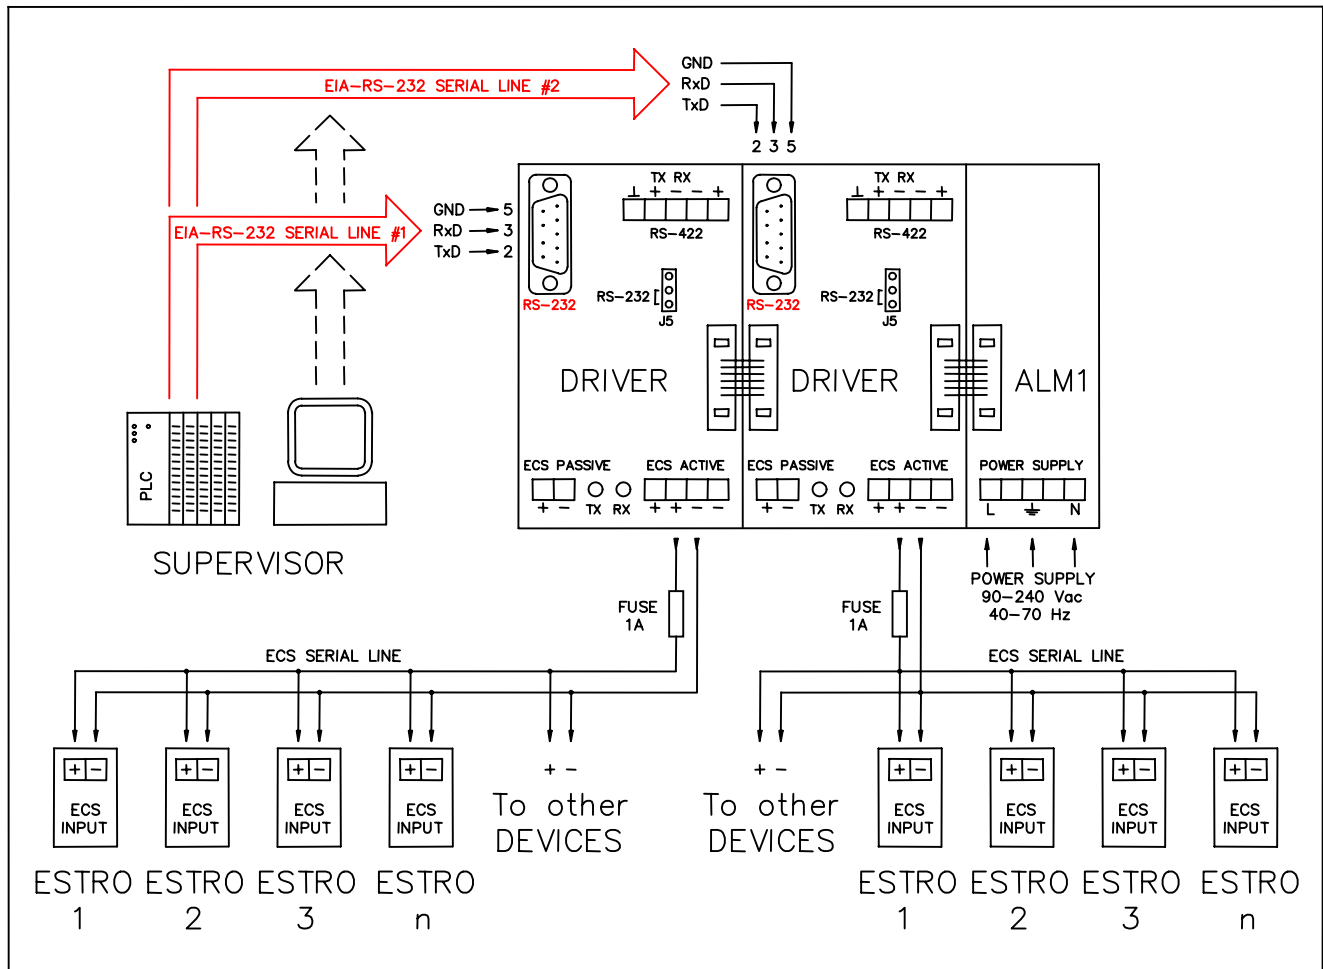 GND
EIA-RS-232 SERIAL LINE #2
RxD
TxD
2 3 5
TX RX
⊥ + - - +
RS-422
TX RX
⊥ + - - +
RS-422
GND 5
EIA-RS-232 SERIAL LINE #1
RxD 3
TxD 2
RS-232
RS-232
J5
RS-232
RS-232
J5
DRIVER
DRIVER
ALM1
PLC
SUPERVISOR
ECS PASSIVE
ECS ACTIVE
+ - TX RX + + - -
ECS PASSIVE
ECS ACTIVE
+ - TX RX + + - -
POWER SUPPLY
L ⏚ N
POWER SUPPLY
90-240 Vac
40-70 Hz
FUSE
1A
FUSE
1A
ECS SERIAL LINE
ECS SERIAL LINE
+ -
ECS
INPUT
ESTRO
1
+ -
ECS
INPUT
ESTRO
2
+ -
ECS
INPUT
ESTRO
3
+ -
ECS
INPUT
ESTRO
n
+ -
To other
DEVICES
+ -
To other
DEVICES
+ -
ECS
INPUT
ESTRO
1
+ -
ECS
INPUT
ESTRO
2
+ -
ECS
INPUT
ESTRO
3
+ -
ECS
INPUT
ESTRO
n